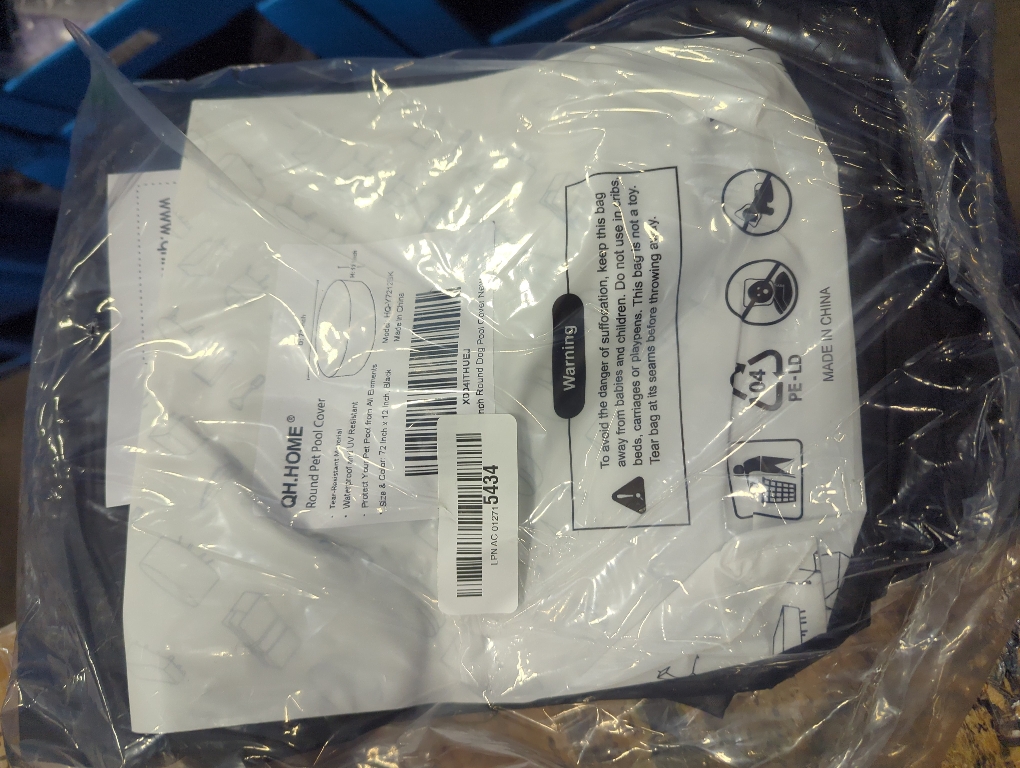 QH.HOME®
Round Pet Pool Cover
· Tear-Resistant Material
· Waterproof and UV Resistant
· Protect Your Pet Pool from All Elements
· Size & Color: 72 Inch x 12 Inch, Black
Made in China
nch Round Dog Pool Cover New
LPN AC 01271 5434
Warning
To avoid the danger of suffocation, keep this bag
away from babies and children. Do not use in cribs,
beds, carriages or playpens. This bag is not a toy.
Tear bag at its seams before throwing away.
04
PE-LD
MADE IN CHINA